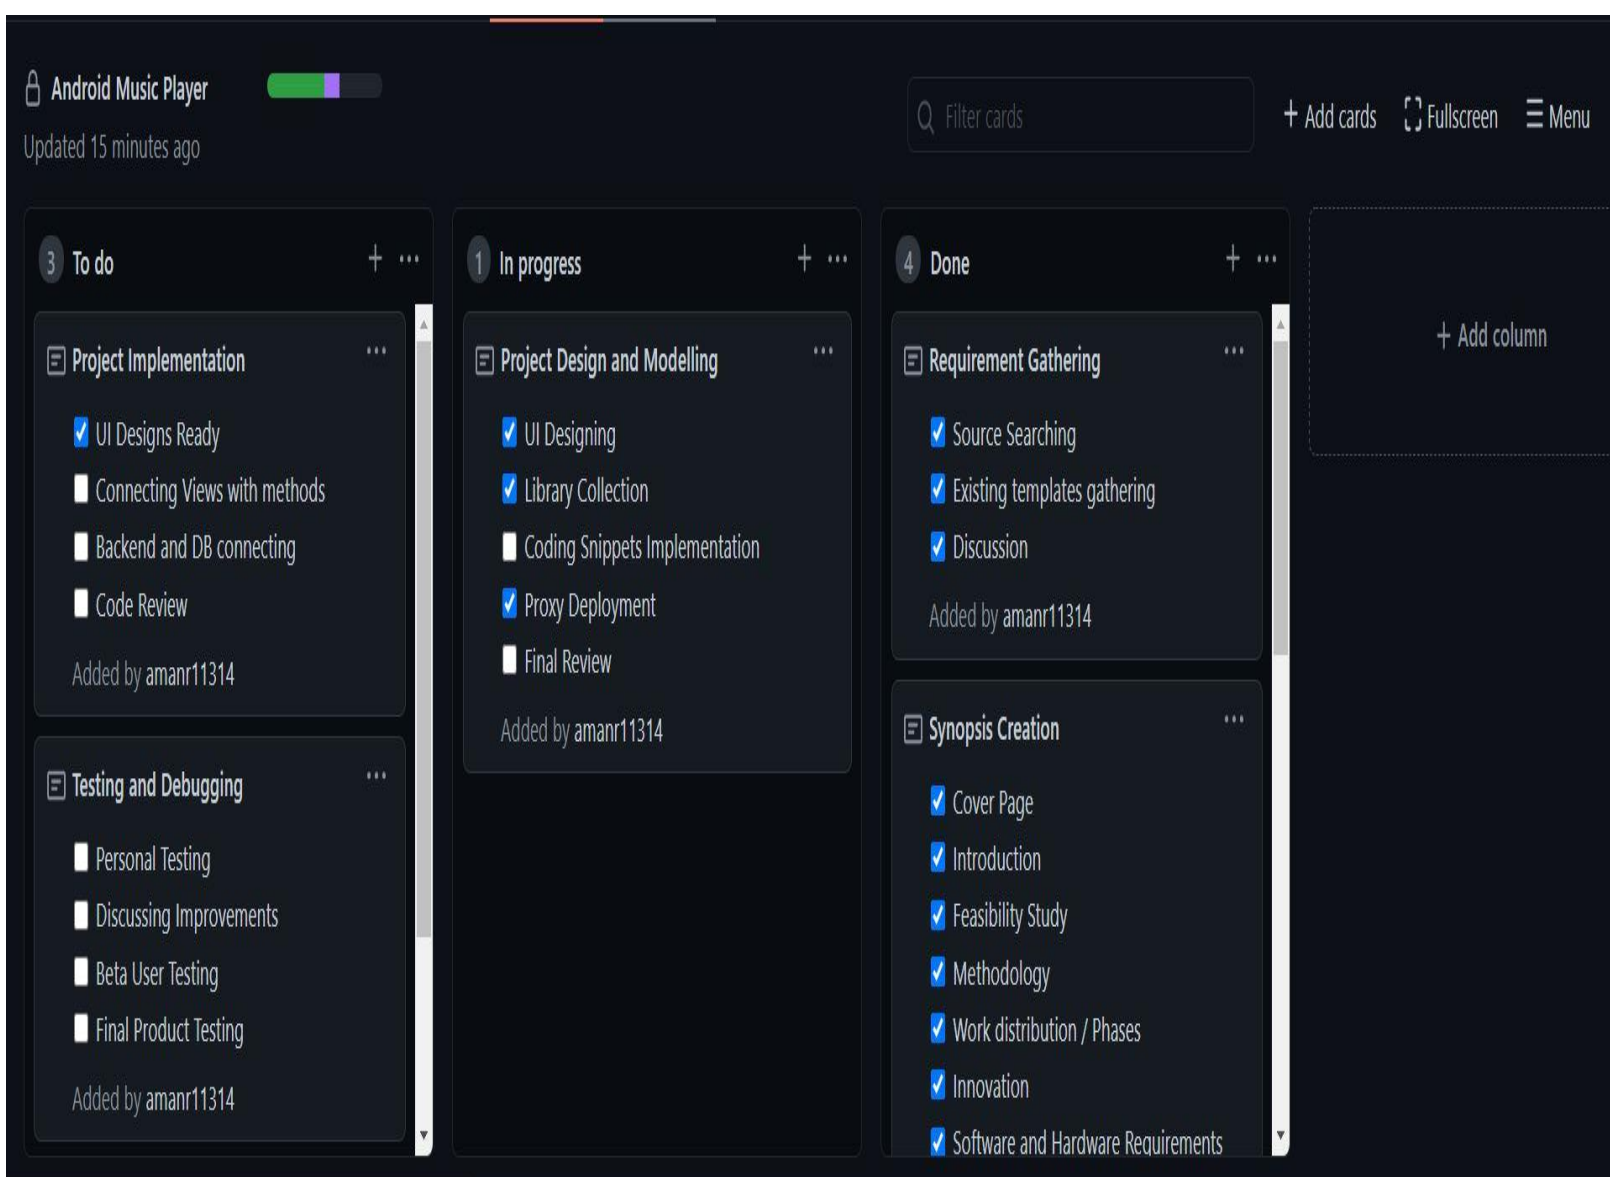 Android Music Player
Updated 15 minutes ago
Filter cards
+ Add cards
Fullscreen
Menu
3 To do
Project Implementation
UI Designs Ready
Connecting Views with methods
Backend and DB connecting
Code Review
Added by amanr11314
Testing and Debugging
Personal Testing
Discussing Improvements
Beta User Testing
Final Product Testing
Added by amanr11314
1 In progress
Project Design and Modelling
UI Designing
Library Collection
Coding Snippets Implementation
Proxy Deployment
Final Review
Added by amanr11314
4 Done
Requirement Gathering
Source Searching
Existing templates gathering
Discussion
Added by amanr11314
Synopsis Creation
Cover Page
Introduction
Feasibility Study
Methodology
Work distribution / Phases
Innovation
Software and Hardware Requirements
+ Add column